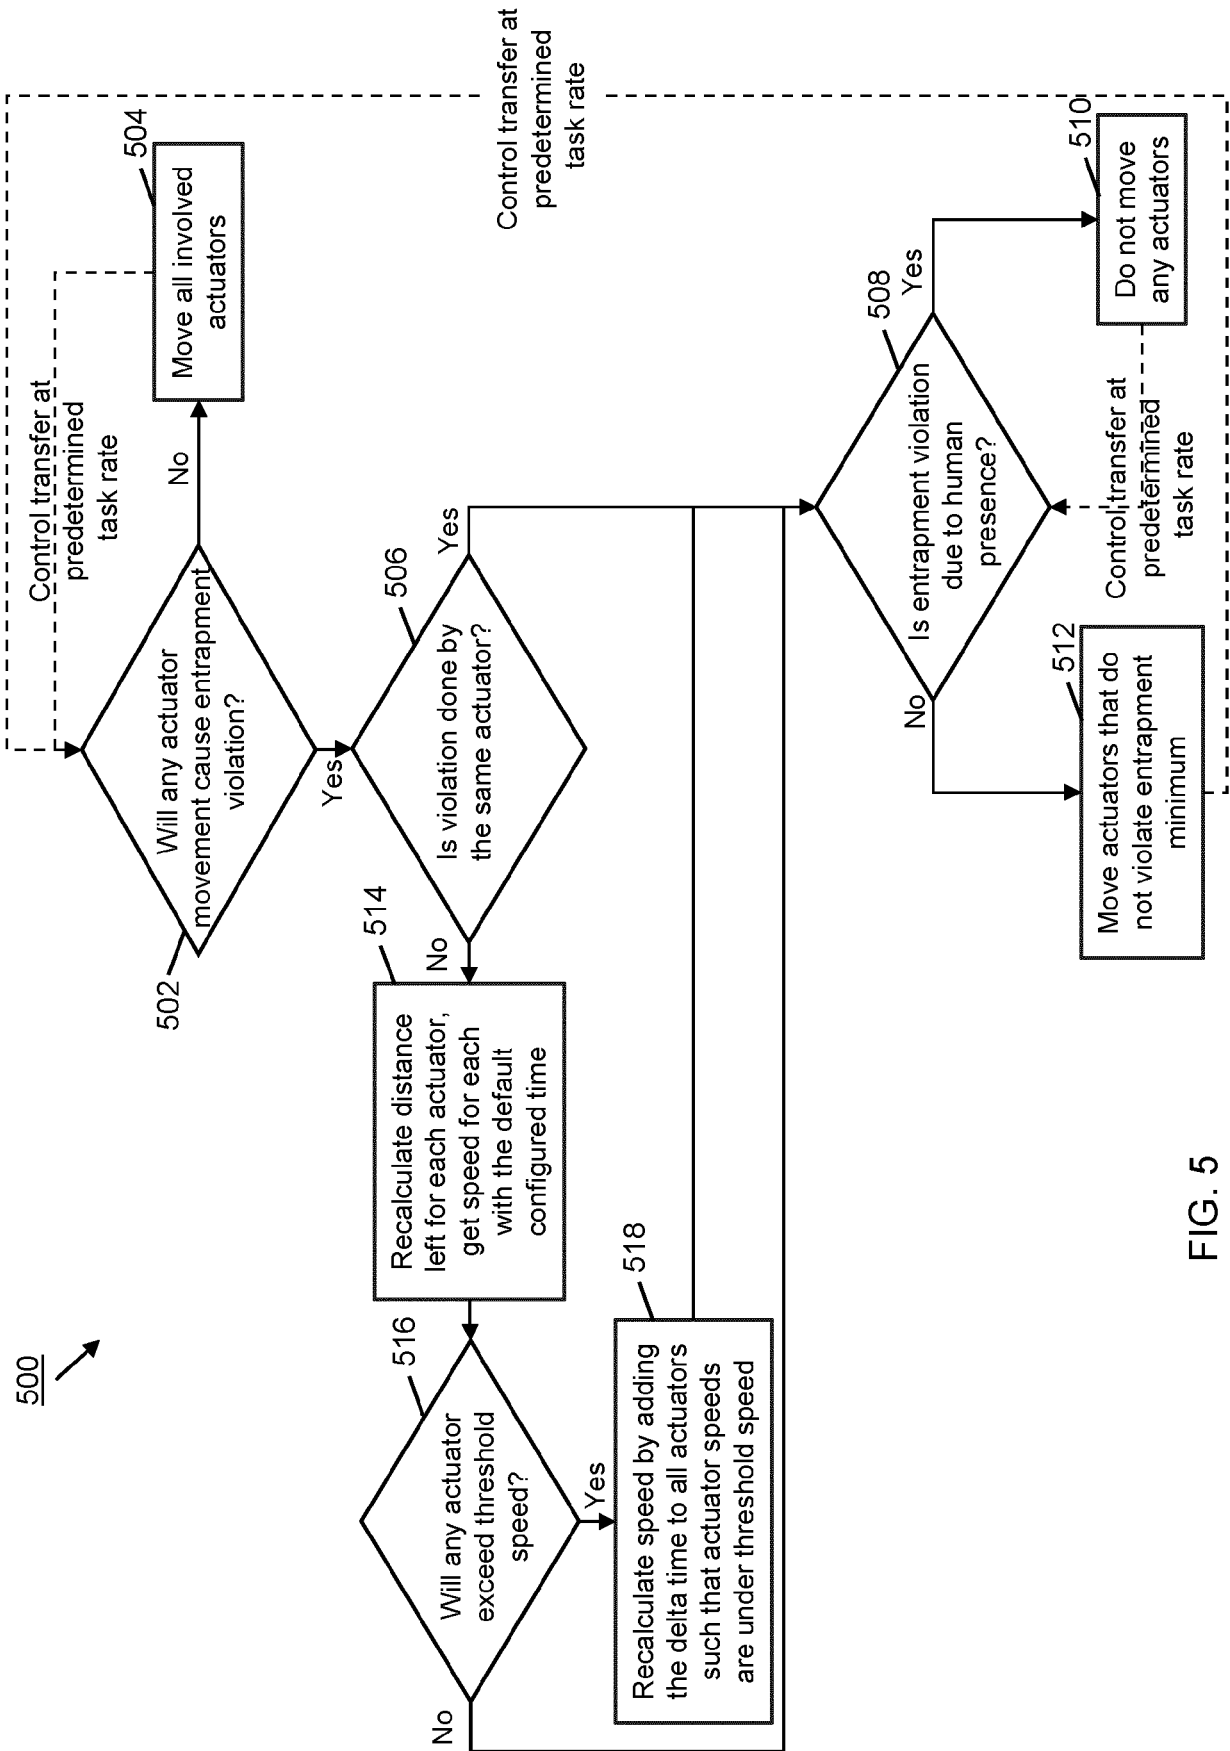 500
Control transfer at
predetermined
task rate
502
Will any actuator
movement cause entrapment
violation?
No
504
Move all involved
actuators
Control transfer at
predetermined
task rate
Yes
506
Is violation done by
the same actuator?
Yes
No
514
Recalculate distance
left for each actuator,
get speed for each
with the default
configured time
516
Will any actuator
exceed threshold
speed?
No
Yes
518
Recalculate speed by adding
the delta time to all actuators
such that actuator speeds
are under threshold speed
508
Is entrapment violation
due to human
presence?
Yes
No
510
Do not move
any actuators
Control transfer at
predetermined
task rate
512
Move actuators that do
not violate entrapment
minimum
FIG. 5